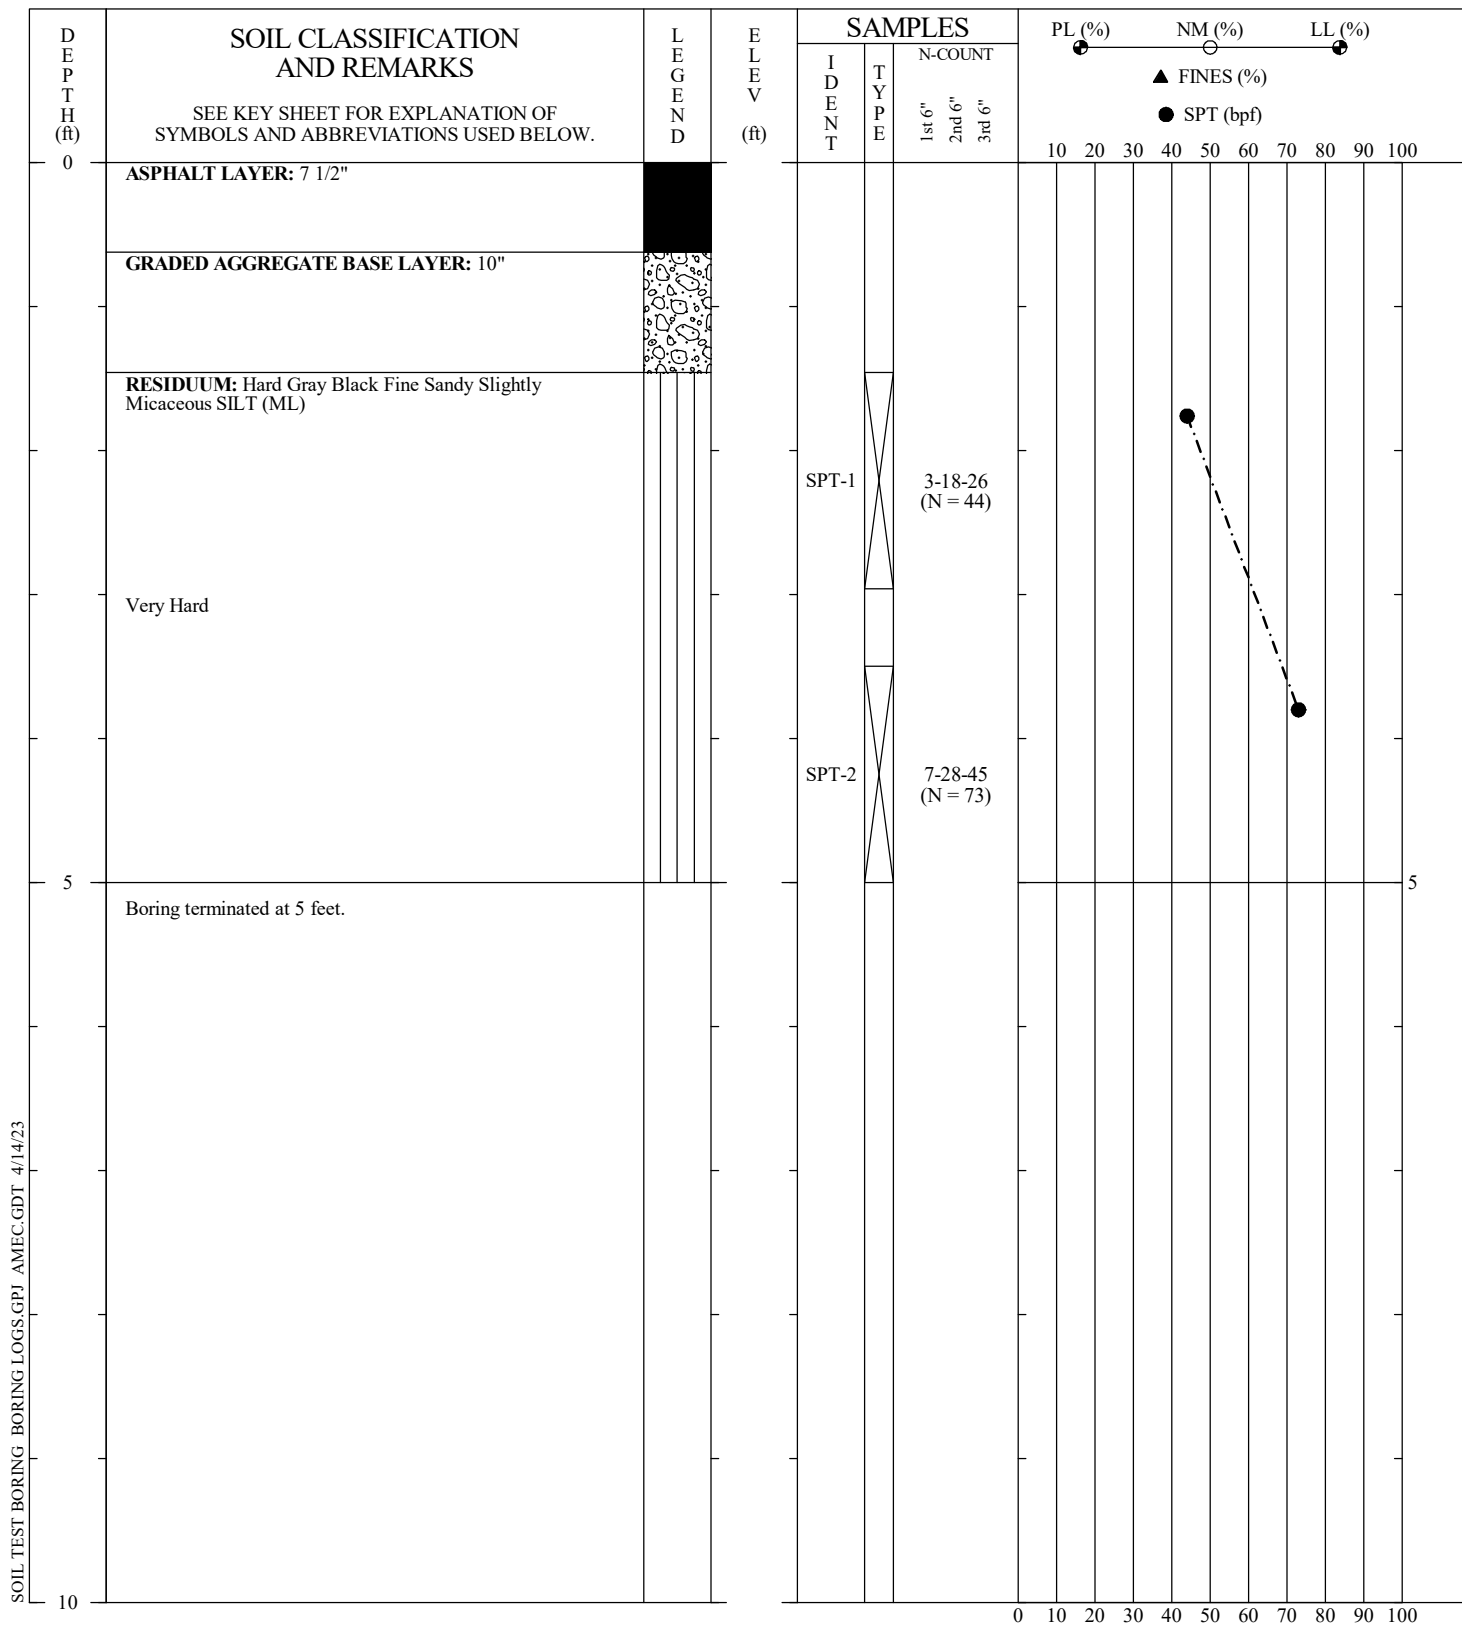 DEPTH (ft)
SOIL CLASSIFICATION
AND REMARKS
SEE KEY SHEET FOR EXPLANATION OF
SYMBOLS AND ABBREVIATIONS USED BELOW.
LEGEND
ELEV (ft)
SAMPLES
IDENT
TYPE
N-COUNT
1st 6"
2nd 6"
3rd 6"
PL (%) NM (%) LL (%)
▲ FINES (%)
● SPT (bpf)
10 20 30 40 50 60 70 80 90 100
0
ASPHALT LAYER: 7 1/2"
GRADED AGGREGATE BASE LAYER: 10"
RESIDUUM: Hard Gray Black Fine Sandy Slightly
Micaceous SILT (ML)
SPT-1
3-18-26
(N = 44)
Very Hard
SPT-2
7-28-45
(N = 73)
5
5
Boring terminated at 5 feet.
10
0 10 20 30 40 50 60 70 80 90 100
SOIL TEST BORING BORING LOGS.GPJ AMEC.GDT 4/14/23